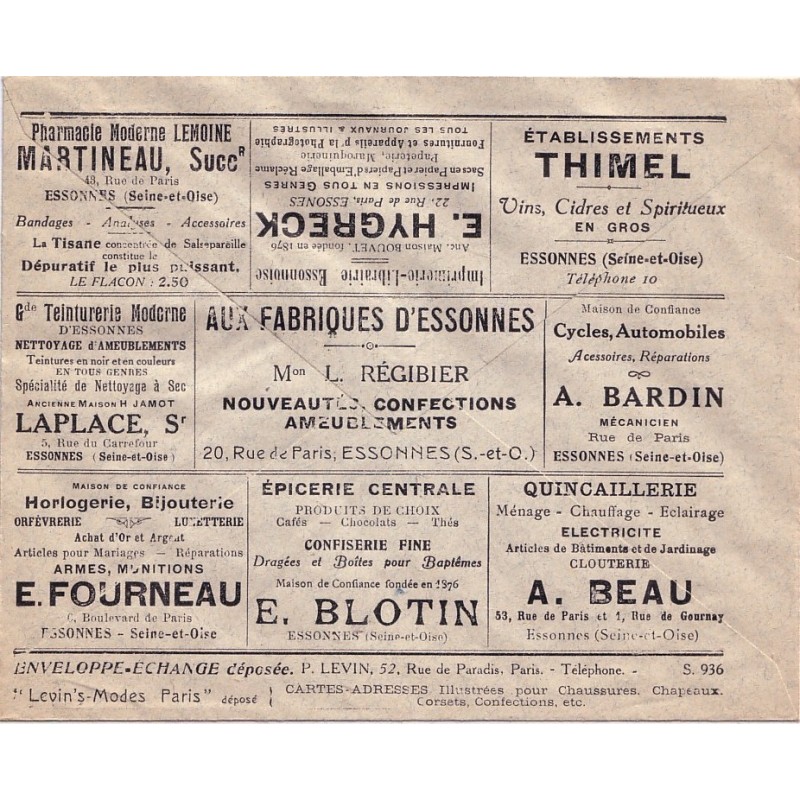 Pharmacie Moderne LEMOINE
MARTINEAU, Succʳ
43, Rue de Paris
ESSONNES (Seine-et-Oise)
Bandages - Analyses - Accessoires
La Tisane concentrée de Salsepareille
constitue le
Dépuratif le plus puissant.
LE FLACON : 2.50
Imprimerie-Librairie Essonnoise
Anc. Maison BOUVET, fondée en 1876
E. HYGRECK
22, Rue de Paris, ESSONNES
IMPRESSIONS EN TOUS GENRES
Sacs en Papier & Papiers d'Emballage Réclame
Papeterie, Maroquinerie
Fournitures et Appareils pʳ la Photographie
TOUS LES JOURNAUX & ILLUSTRÉS
ÉTABLISSEMENTS
THIMEL
Vins, Cidres et Spiritueux
EN GROS
ESSONNES (Seine-et-Oise)
Téléphone 10
Gᵈᵉ Teinturerie Moderne
D'ESSONNES
NETTOYAGE D'AMEUBLEMENTS
Teintures en noir et en couleurs
EN TOUS GENRES
Spécialité de Nettoyage à Sec
ANCIENNE MAISON H JAMOT
LAPLACE, Sʳ
5, Rue du Carrefour
ESSONNES (Seine-et-Oise)
AUX FABRIQUES D'ESSONNES
Mᵒⁿ L. RÉGIBIER
NOUVEAUTÉS, CONFECTIONS
AMEUBLEMENTS
20, Rue de Paris, ESSONNES (S.-et-O.)
Maison de Confiance
Cycles, Automobiles
Acessoires, Réparations
A. BARDIN
MÉCANICIEN
Rue de Paris
ESSONNES (Seine-et-Oise)
MAISON DE CONFIANCE
Horlogerie, Bijouterie
ORFÈVRERIE LUNETTERIE
Achat d'Or et Argent
Articles pour Mariages - Réparations
ARMES, MUNITIONS
E. FOURNEAU
Boulevard de Paris
ESSONNES - Seine-et-Oise
ÉPICERIE CENTRALE
PRODUITS DE CHOIX
Cafés - Chocolats - Thés
CONFISERIE FINE
Dragées et Boîtes pour Baptêmes
Maison de Confiance fondée en 1876
E. BLOTIN
ESSONNES (Seine-et-Oise)
QUINCAILLERIE
Ménage - Chauffage - Eclairage
ELECTRICITE
Articles de Bâtiments et de Jardinage
CLOUTERIE
A. BEAU
53, Rue de Paris et 1, Rue de Gournay
Essonnes (Seine-et-Oise)
ENVELOPPE-ECHANGE déposée. P. LEVIN, 52, Rue de Paradis, Paris. - Téléphone. - S. 936
"Levin's-Modes Paris" déposé
CARTES-ADRESSES Illustrées pour Chaussures, Chapeaux.
Corsets, Confections, etc.